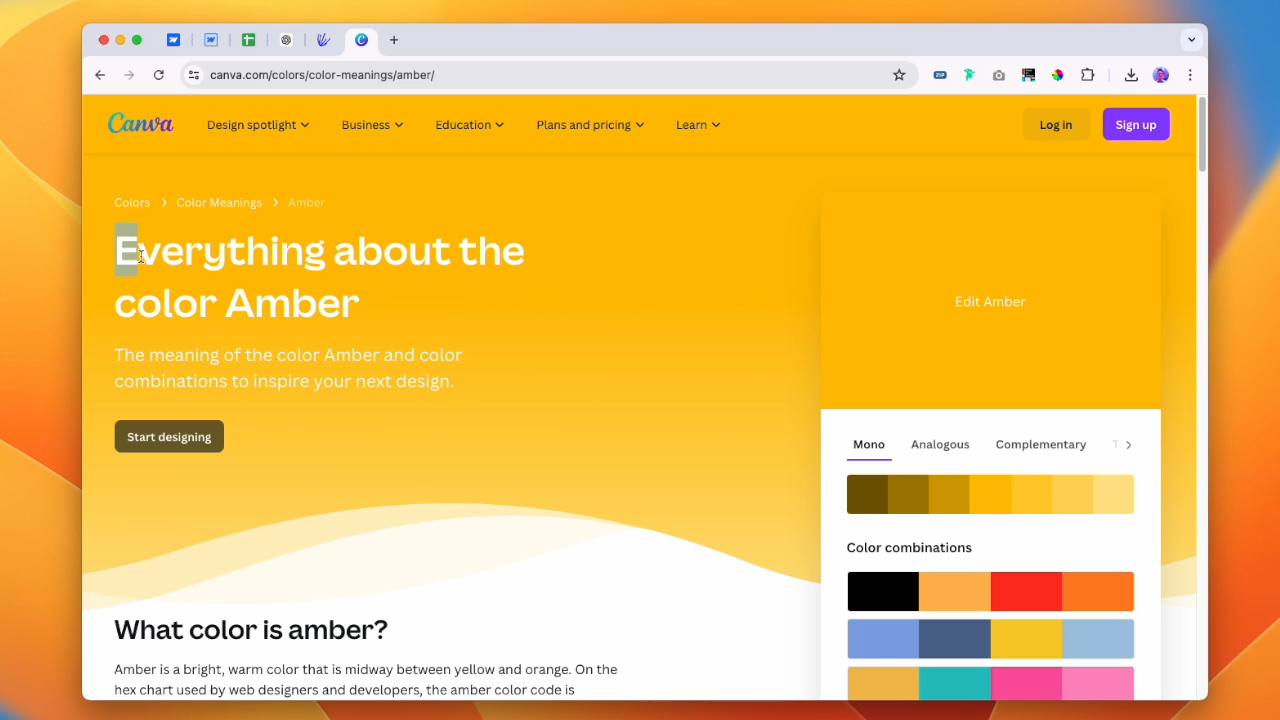 canva.com/colors/color-meanings/amber/
ZIP
Canva
Design spotlight
Business
Education
Plans and pricing
Learn
Log in
Sign up
Colors
Color Meanings
Amber
Everything about the
color Amber
The meaning of the color Amber and color
combinations to inspire your next design.
Start designing
Edit Amber
Mono
Analogous
Complementary
Color combinations
What color is amber?
Amber is a bright, warm color that is midway between yellow and orange. On the
hex chart used by web designers and developers, the amber color code is